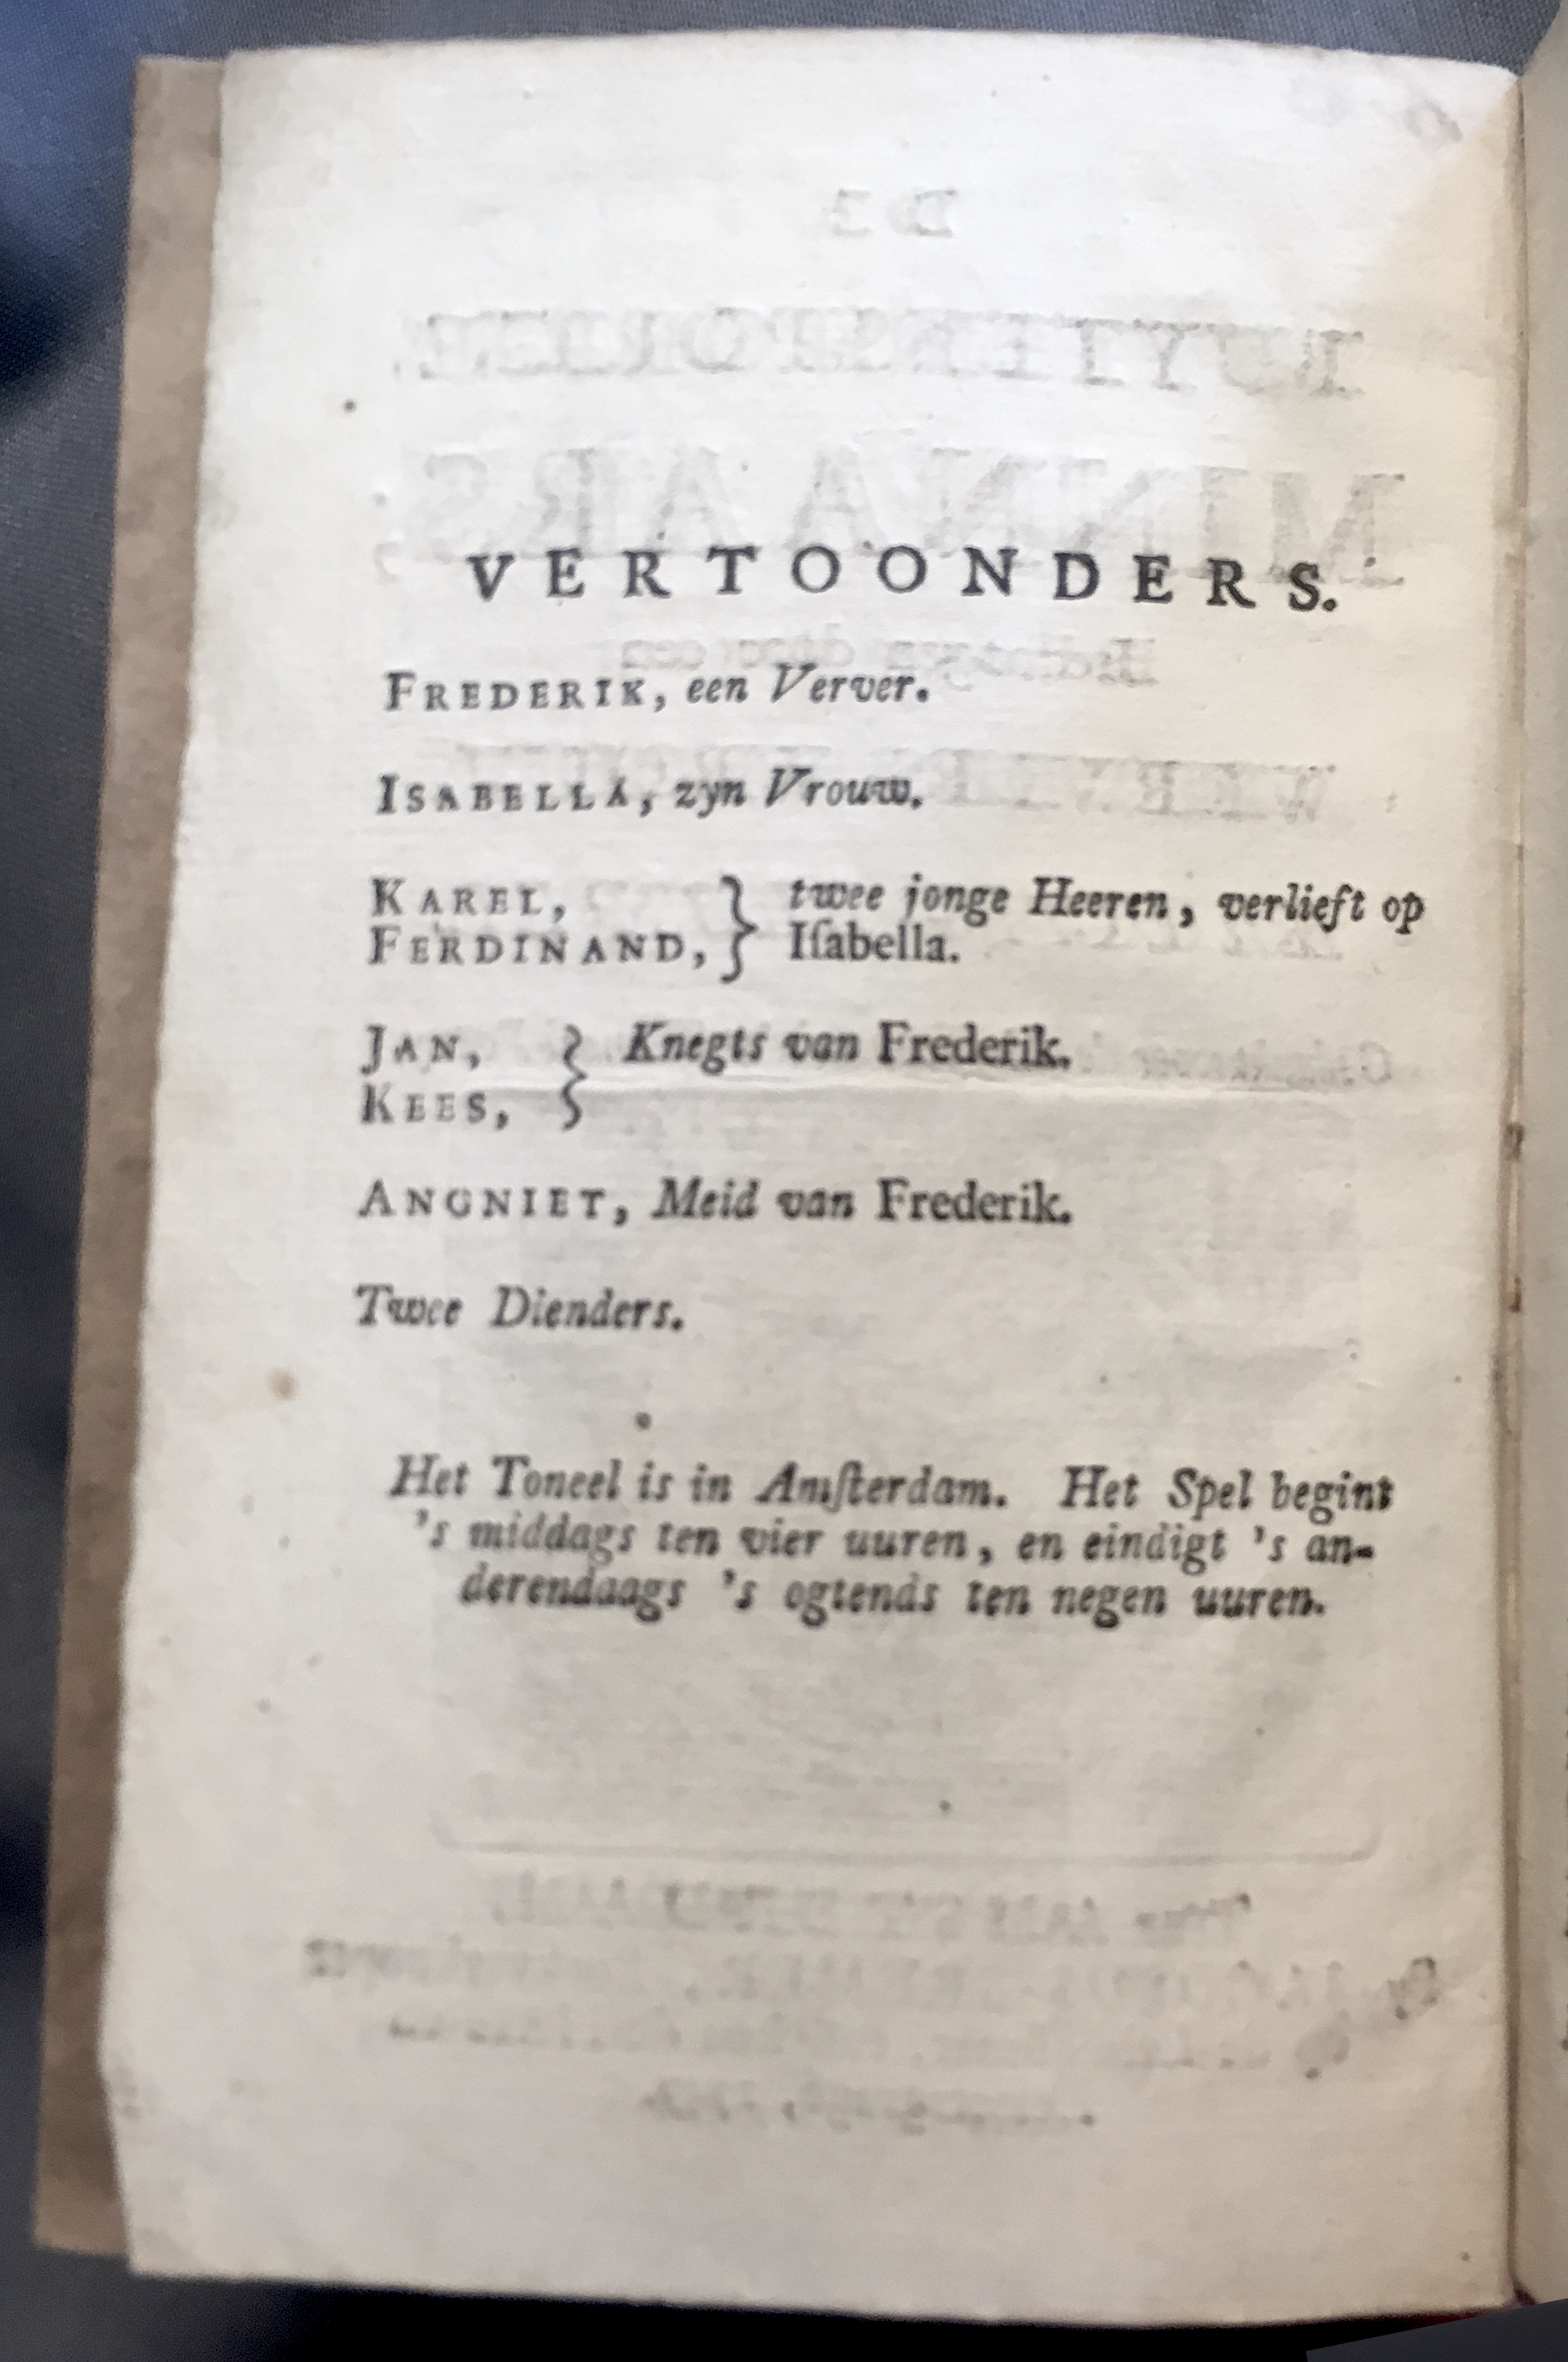 VERTOONDERS.
FREDERIK, een Verver.
ISABELLA, zyn Vrouw.
KAREL, } twee jonge Heeren, verlieft op
FERDINAND, } Iſabella.
JAN, } Knegts van Frederik.
KEES, }
ANGNIET, Meid van Frederik.
Twee Dienders.
Het Toneel is in Amſterdam. Het Spel begint
's middags ten vier uuren, en eindigt 's an-
derendaags 's ogtends ten negen uuren.